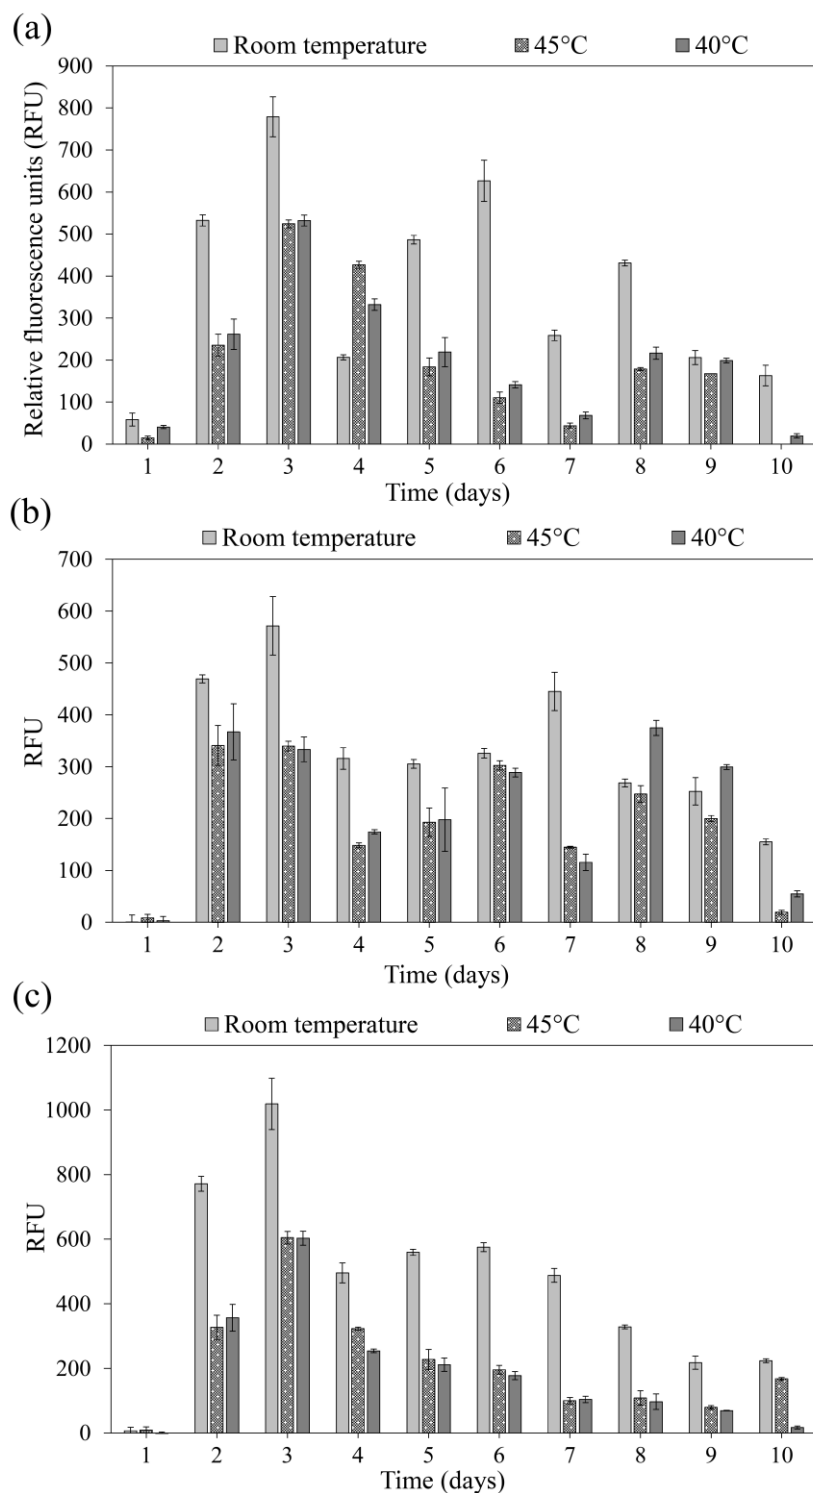 (a)
Room temperature 45°C 40°C
Relative fluorescence units (RFU)
900
800
700
600
500
400
300
200
100
0
1 2 3 4 5 6 7 8 9 10
Time (days)
(b)
Room temperature 45°C 40°C
RFU
700
600
500
400
300
200
100
0
1 2 3 4 5 6 7 8 9 10
Time (days)
(c)
Room temperature 45°C 40°C
RFU
1200
1000
800
600
400
200
0
1 2 3 4 5 6 7 8 9 10
Time (days)